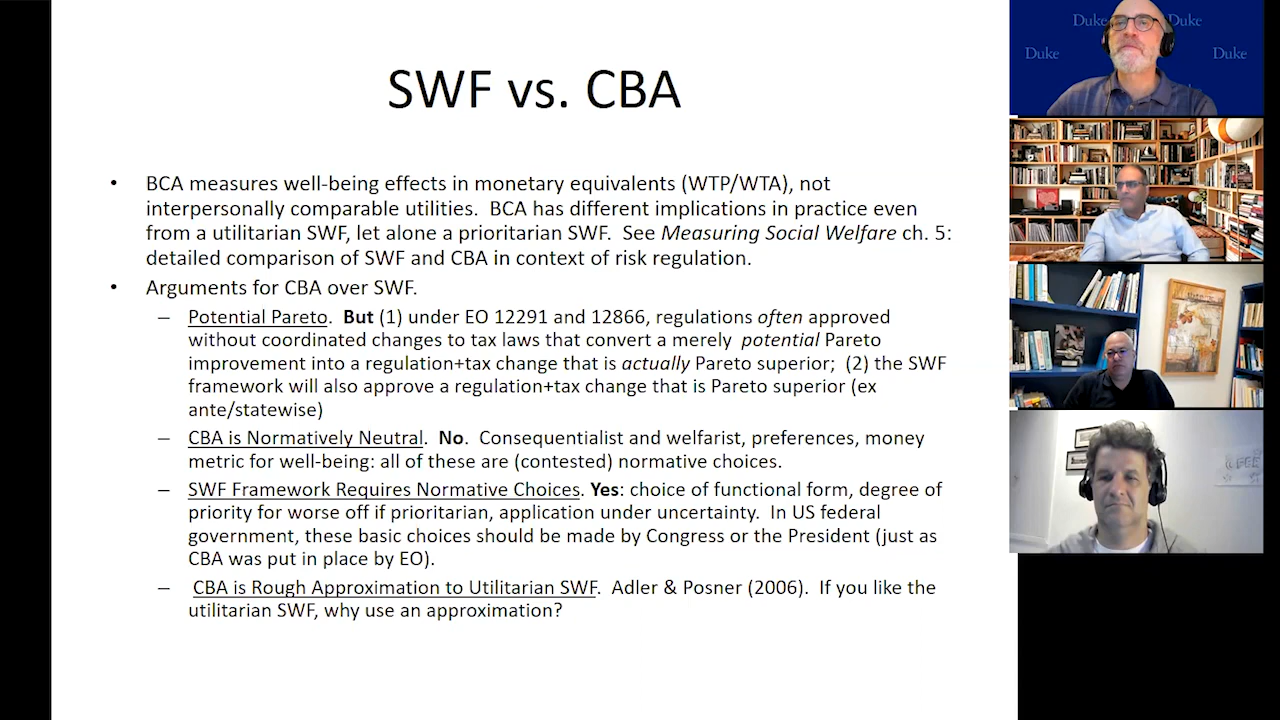 SWF vs. CBA
• BCA measures well-being effects in monetary equivalents (WTP/WTA), not
interpersonally comparable utilities. BCA has different implications in practice even
from a utilitarian SWF, let alone a prioritarian SWF. See Measuring Social Welfare ch. 5:
detailed comparison of SWF and CBA in context of risk regulation.
• Arguments for CBA over SWF.
– Potential Pareto. But (1) under EO 12291 and 12866, regulations often approved
without coordinated changes to tax laws that convert a merely potential Pareto
improvement into a regulation+tax change that is actually Pareto superior; (2) the SWF
framework will also approve a regulation+tax change that is Pareto superior (ex
ante/statewise)
– CBA is Normatively Neutral. No. Consequentialist and welfarist, preferences, money
metric for well-being: all of these are (contested) normative choices.
– SWF Framework Requires Normative Choices. Yes: choice of functional form, degree of
priority for worse off if prioritarian, application under uncertainty. In US federal
government, these basic choices should be made by Congress or the President (just as
CBA was put in place by EO).
– CBA is Rough Approximation to Utilitarian SWF. Adler & Posner (2006). If you like the
utilitarian SWF, why use an approximation?
Duke Duke
Duke Duke